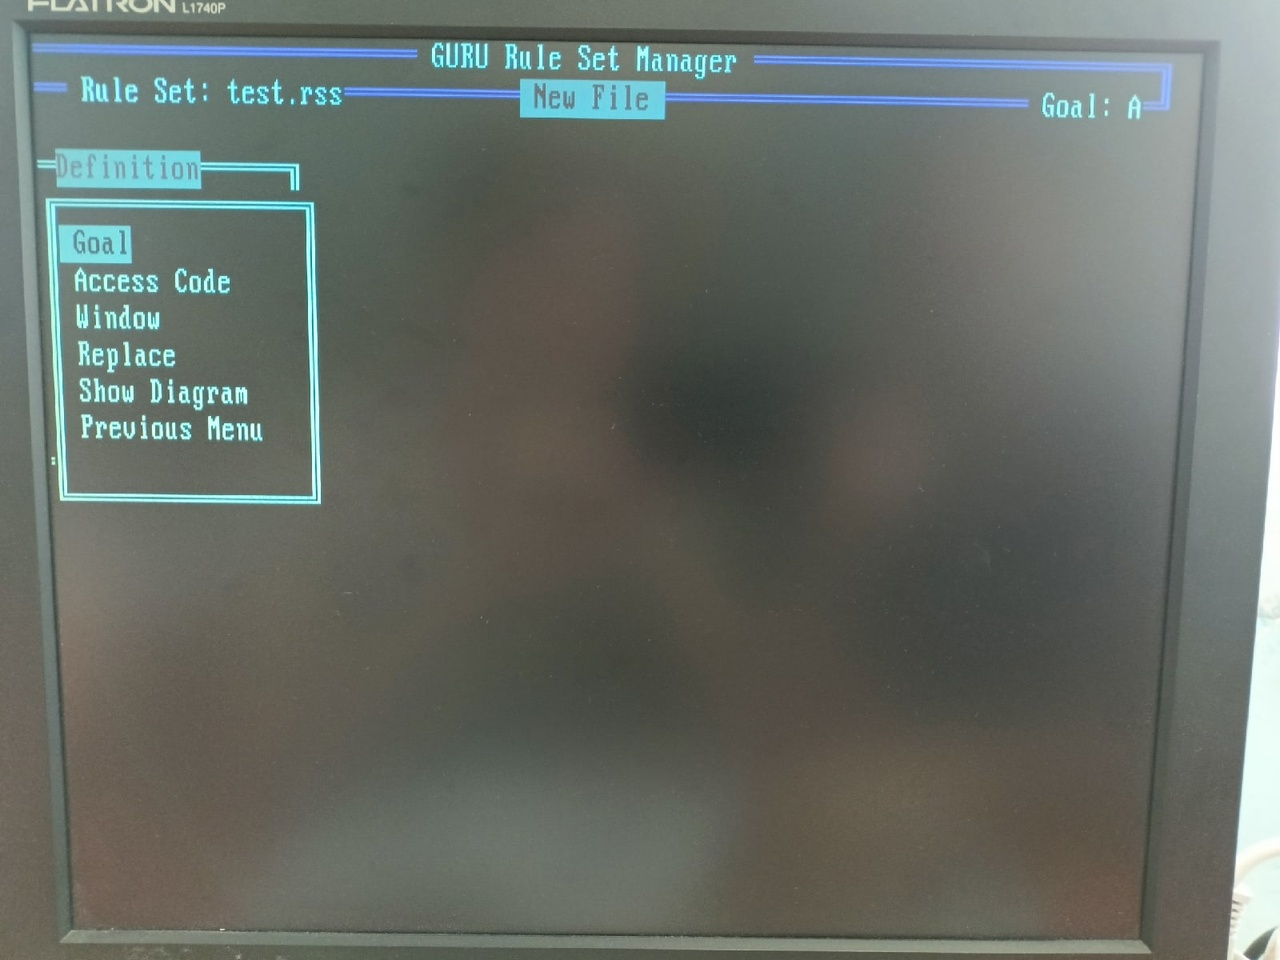 FLATRON L1740P
GURU Rule Set Manager
Rule Set: test.rss New File Goal: A
Definition
Goal
Access Code
Window
Replace
Show Diagram
Previous Menu